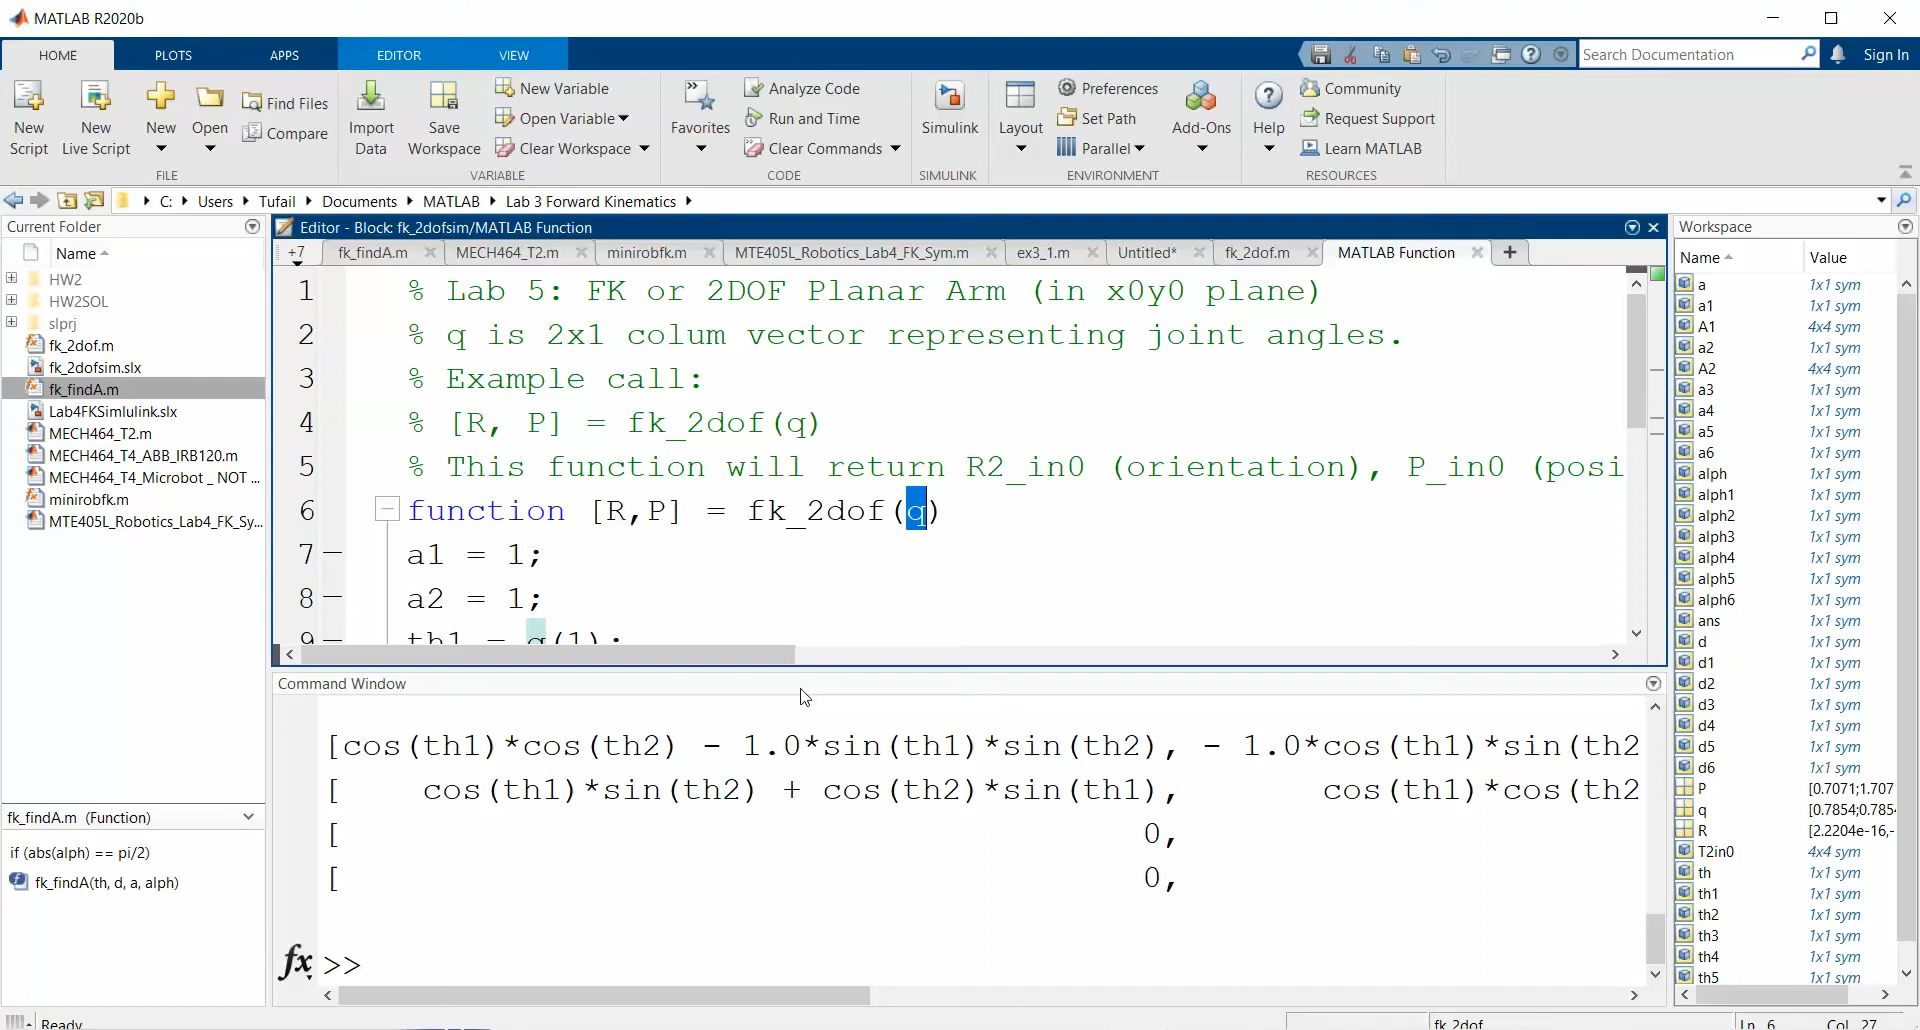 MATLAB R2020b
HOME PLOTS APPS EDITOR VIEW
Search Documentation
Sign In
New Script
New Live Script
New
Open
Find Files
Compare
FILE
Import Data
Save Workspace
New Variable
Open Variable
Clear Workspace
VARIABLE
Favorites
Analyze Code
Run and Time
Clear Commands
CODE
Simulink
SIMULINK
Layout
Preferences
Set Path
Parallel
Add-Ons
ENVIRONMENT
Help
Community
Request Support
Learn MATLAB
RESOURCES
C: Users Tufail Documents MATLAB Lab 3 Forward Kinematics
Current Folder
Name
HW2
HW2SOL
slprj
fk_2dof.m
fk_2dofsim.slx
fk_findA.m
Lab4FKSimlulink.slx
MECH464_T2.m
MECH464_T4_ABB_IRB120.m
MECH464_T4_Microbot _ NOT ...
minirobfk.m
MTE405L_Robotics_Lab4_FK_Sy...
fk_findA.m (Function)
if (abs(alph) == pi/2)
fk_findA(th, d, a, alph)
Editor - Block: fk_2dofsim/MATLAB Function
+7 fk_findA.m MECH464_T2.m minirobfk.m MTE405L_Robotics_Lab4_FK_Sym.m ex3_1.m Untitled* fk_2dof.m MATLAB Function
1 % Lab 5: FK or 2DOF Planar Arm (in x0y0 plane)
2 % q is 2x1 colum vector representing joint angles.
3 % Example call:
4 % [R, P] = fk_2dof(q)
5 % This function will return R2_in0 (orientation), P_in0 (posi
6 function [R,P] = fk_2dof(q)
7 a1 = 1;
8 a2 = 1;
9 th1 = q(1);
Command Window
[cos(th1)*cos(th2) - 1.0*sin(th1)*sin(th2), - 1.0*cos(th1)*sin(th2
[ cos(th1)*sin(th2) + cos(th2)*sin(th1), cos(th1)*cos(th2
[ 0,
[ 0,
fx >>
Workspace
Name Value
a 1x1 sym
a1 1x1 sym
A1 4x4 sym
a2 1x1 sym
A2 4x4 sym
a3 1x1 sym
a4 1x1 sym
a5 1x1 sym
a6 1x1 sym
alph 1x1 sym
alph1 1x1 sym
alph2 1x1 sym
alph3 1x1 sym
alph4 1x1 sym
alph5 1x1 sym
alph6 1x1 sym
ans 1x1 sym
d 1x1 sym
d1 1x1 sym
d2 1x1 sym
d3 1x1 sym
d4 1x1 sym
d5 1x1 sym
d6 1x1 sym
P [0.7071;1.707
q [0.7854;0.785
R [2.2204e-16,-
T2in0 4x4 sym
th 1x1 sym
th1 1x1 sym
th2 1x1 sym
th3 1x1 sym
th4 1x1 sym
th5 1x1 sym
Ready
fk_2dof
Ln 6 Col 27